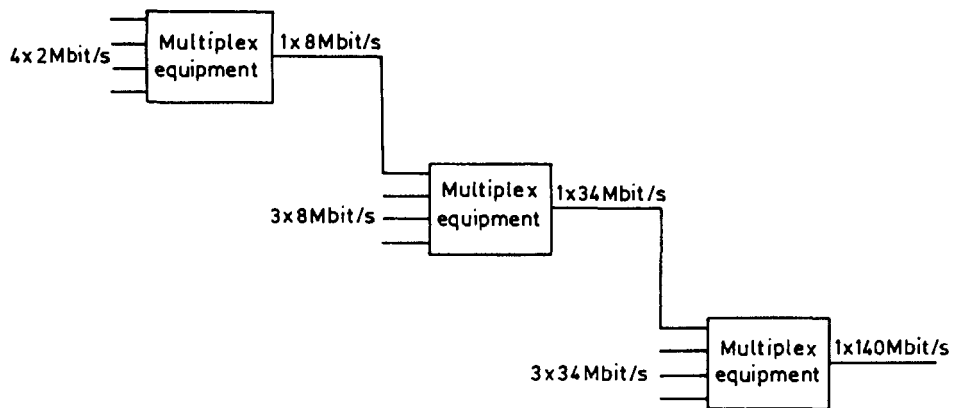 4x2Mbit/s
Multiplex
equipment
1x8Mbit/s
3x8Mbit/s
Multiplex
equipment
1x34Mbit/s
3x34Mbit/s
Multiplex
equipment
1x140Mbit/s